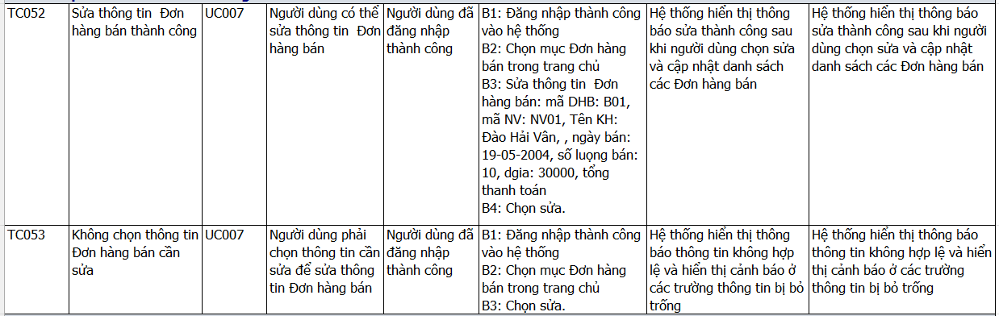 TC052
Sửa thông tin  Đơn
hàng bán thành công
UC007
Người dùng có thể
sửa thông tin  Đơn
hàng bán
Người dùng đã
đăng nhập
thành công
B1: Đăng nhập thành công
vào hệ thống
B2: Chọn mục Đơn hàng
bán trong trang chủ
B3: Sửa thông tin  Đơn
hàng bán: mã DHB: B01,
mã NV: NV01, Tên KH:
Đào Hải Vân, , ngày bán:
19-05-2004, số luọng bán:
10, dgia: 30000, tổng
thanh toán
B4: Chọn sửa.
Hệ thống hiển thị thông
báo sửa thành công sau
khi người dùng chọn sửa
và cập nhật danh sách
các Đơn hàng bán
Hệ thống hiển thị thông báo
sửa thành công sau khi người
dùng chọn sửa và cập nhật
danh sách các Đơn hàng bán
TC053
Không chọn thông tin
Đơn hàng bán cần
sửa
UC007
Người dùng phải
chọn thông tin cần
sửa để sửa thông
tin Đơn hàng bán
Người dùng đã
đăng nhập
thành công
B1: Đăng nhập thành công
vào hệ thống
B2: Chọn mục Đơn hàng
bán trong trang chủ
B3: Chọn sửa.
Hệ thống hiển thị thông
báo thông tin không hợp
lệ và hiển thị cảnh báo ở
các trường thông tin bị bỏ
trống
Hệ thống hiển thị thông báo
thông tin không hợp lệ và hiển
thị cảnh báo ở các trường
thông tin bị bỏ trống